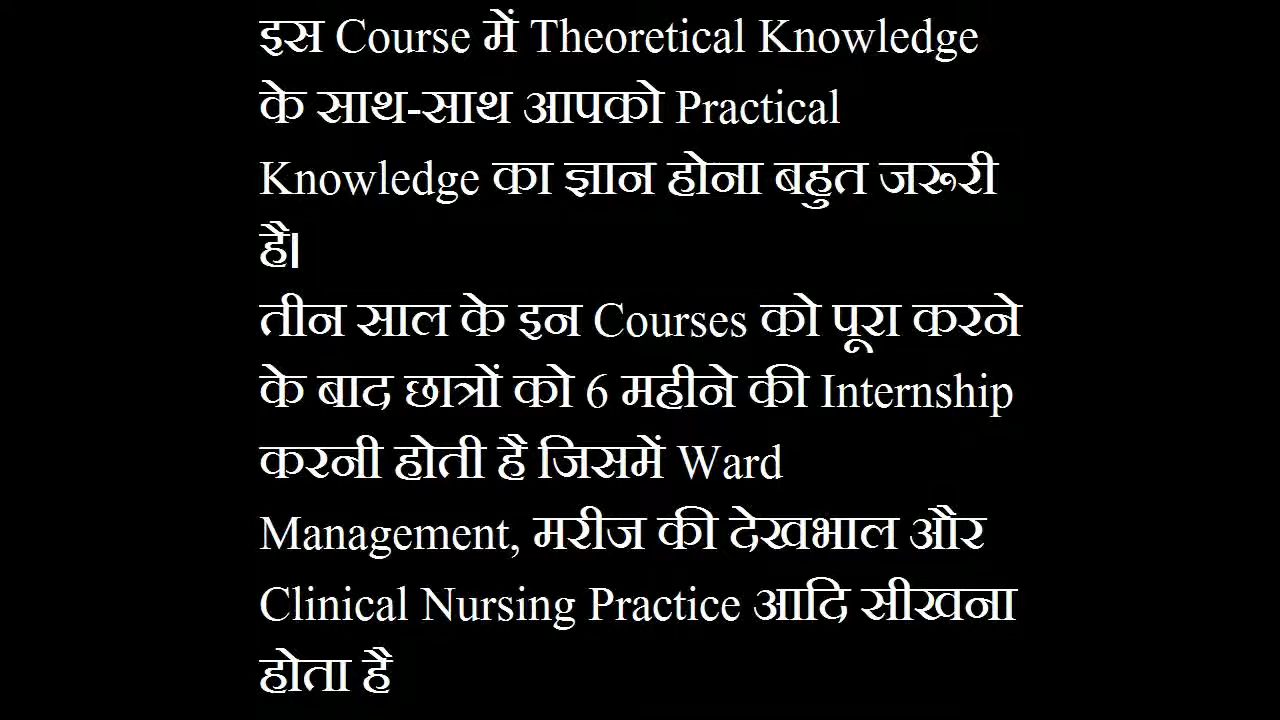 इस Course में Theoretical Knowledge
के साथ-साथ आपको Practical
Knowledge का ज्ञान होना बहुत जरूरी
है।
तीन साल के इन Courses को पूरा करने
के बाद छात्रों को 6 महीने की Internship
करनी होती है जिसमें Ward
Management, मरीज की देखभाल और
Clinical Nursing Practice आदि सीखना
होता है